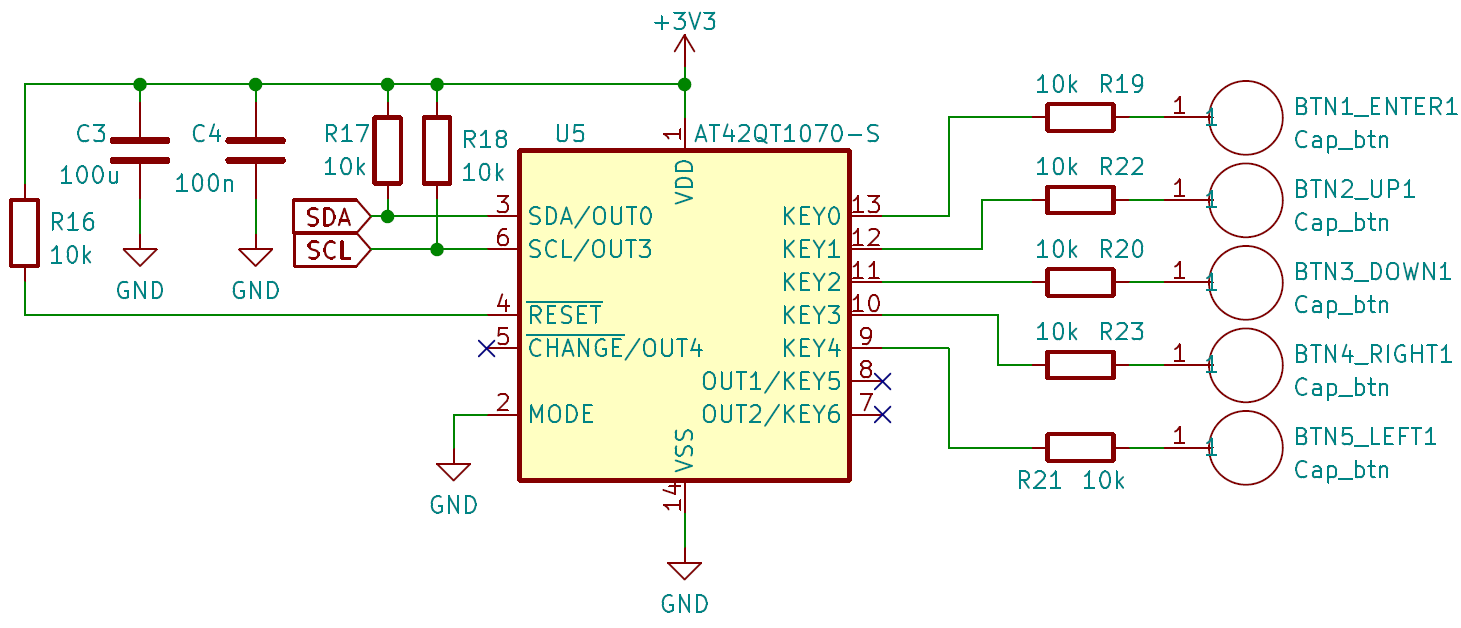 +3V3
10k R19
1
1
BTN1_ENTER1
Cap_btn
C3
100u
C4
100n
R17
10k
R18
10k
U5
AT42QT1070-S
1
VDD
10k R22
1
1
BTN2_UP1
Cap_btn
R16
10k
SDA
SCL
3
SDA/OUT0
6
SCL/OUT3
KEY0
13
KEY1
12
KEY2
11
10k R20
1
1
BTN3_DOWN1
Cap_btn
GND
GND
4
RESET
KEY3
10
5
CHANGE/OUT4
KEY4
9
10k R23
1
1
BTN4_RIGHT1
Cap_btn
OUT1/KEY5
8
2
MODE
OUT2/KEY6
7
VSS
14
1
1
BTN5_LEFT1
Cap_btn
R21 10k
GND
GND